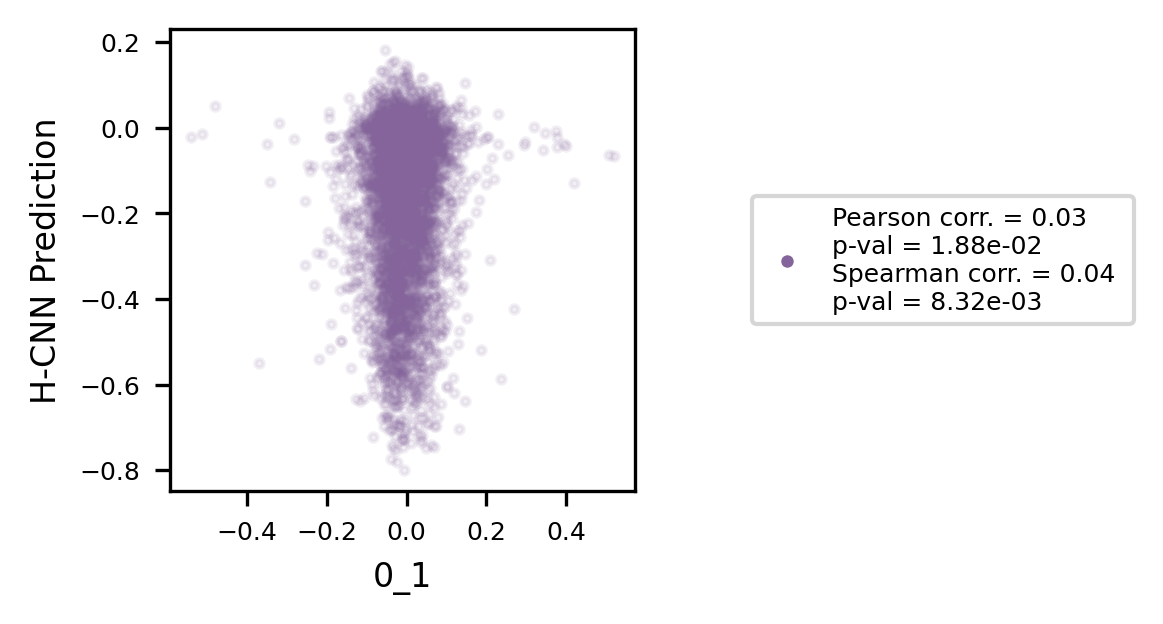 H-CNN Prediction
0.2
0.0
−0.2
−0.4
−0.6
−0.8
−0.4
−0.2
0.0
0.2
0.4
0_1
Pearson corr. = 0.03
p-val = 1.88e-02
Spearman corr. = 0.04
p-val = 8.32e-03